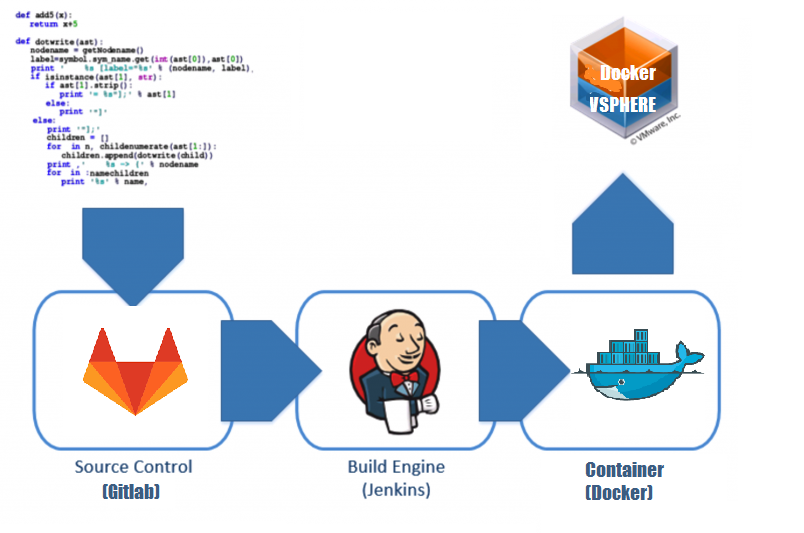 def add5(x):
return x+5
def dotwrite(ast):
nodename = getNodename()
label=symbol.sym_name.get(int(ast[0]),ast[0])
print ' %s [label="%s' % (nodename, label),
if isinstance(ast[1], str):
if ast[1].strip():
print '= %s"];' % ast[1]
else:
print '"]'
else:
print '"];'
children = []
for in n, childenumerate(ast[1:]):
children.append(dotwrite(child))
print ,' %s -> {' % nodename
for in :namechildren
print '%s' % name,
Docker
VSPHERE
© VMware, Inc.
Source Control
(Gitlab)
Build Engine
(Jenkins)
Container
(Docker)